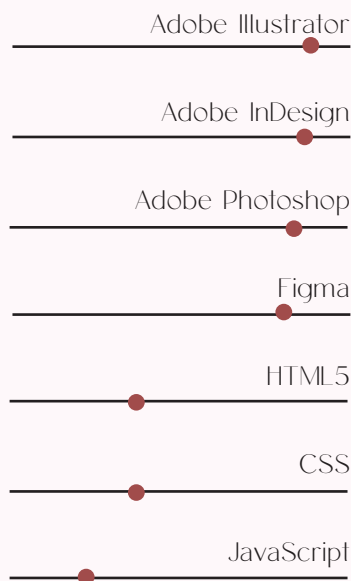 Adobe Illustrator
Adobe InDesign
Adobe Photoshop
Figma
HTML5
CSS
JavaScript